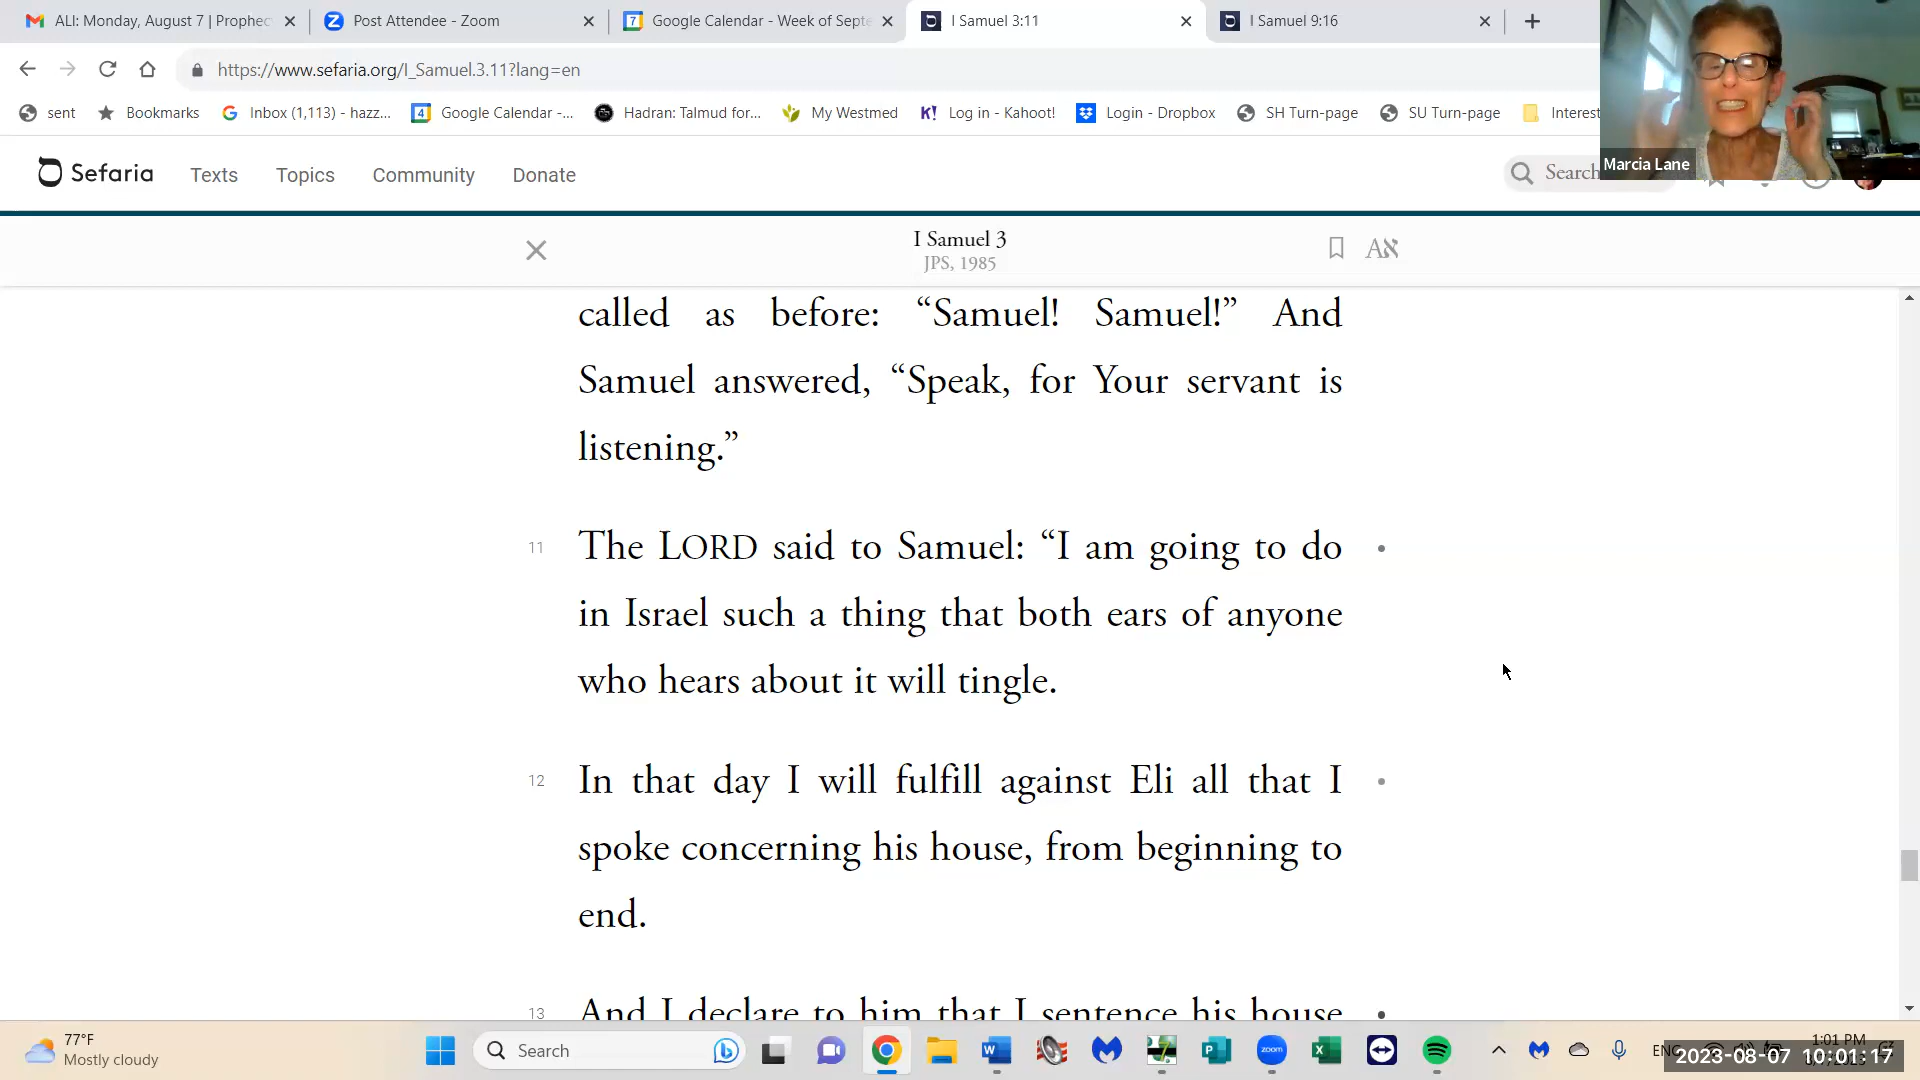 ALI: Monday, August 7 | Prophec
Post Attendee - Zoom
Google Calendar - Week of Septe
I Samuel 3:11
I Samuel 9:16
https://www.sefaria.org/I_Samuel.3.11?lang=en
sent
Bookmarks
Inbox (1,113) - hazz...
Google Calendar -...
Hadran: Talmud for...
My Westmed
K! Log in - Kahoot!
Login - Dropbox
SH Turn-page
SU Turn-page
Interest
Marcia Lane
Sefaria
Texts
Topics
Community
Donate
Search
I Samuel 3
JPS, 1985
Aא
called as before: “Samuel! Samuel!” And
Samuel answered, “Speak, for Your servant is
listening.”
11 The LORD said to Samuel: “I am going to do
in Israel such a thing that both ears of anyone
who hears about it will tingle.
12 In that day I will fulfill against Eli all that I
spoke concerning his house, from beginning to
end.
13 And I declare to him that I sentence his house
77°F
Mostly cloudy
Search
zoom
ENG
1:01 PM
2023-08-07 10:01:17